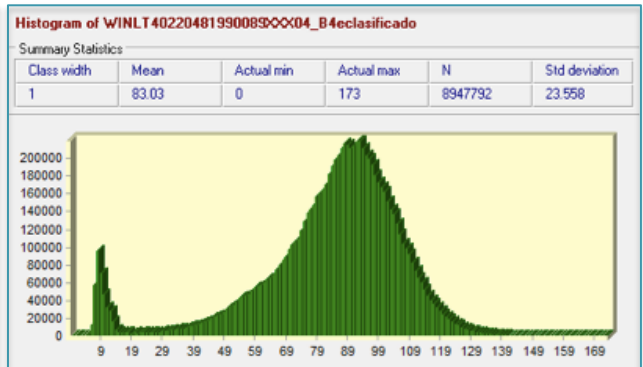 Histogram of WINLT40220481990089XXX04_B4eclasificado
Summary Statistics
Class width Mean Actual min Actual max N Std deviation
1 83.03 0 173 8947792 23.558
200000
180000
160000
140000
120000
100000
80000
60000
40000
20000
0
9 19 29 39 49 59 69 79 89 99 109 119 129 139 149 159 169